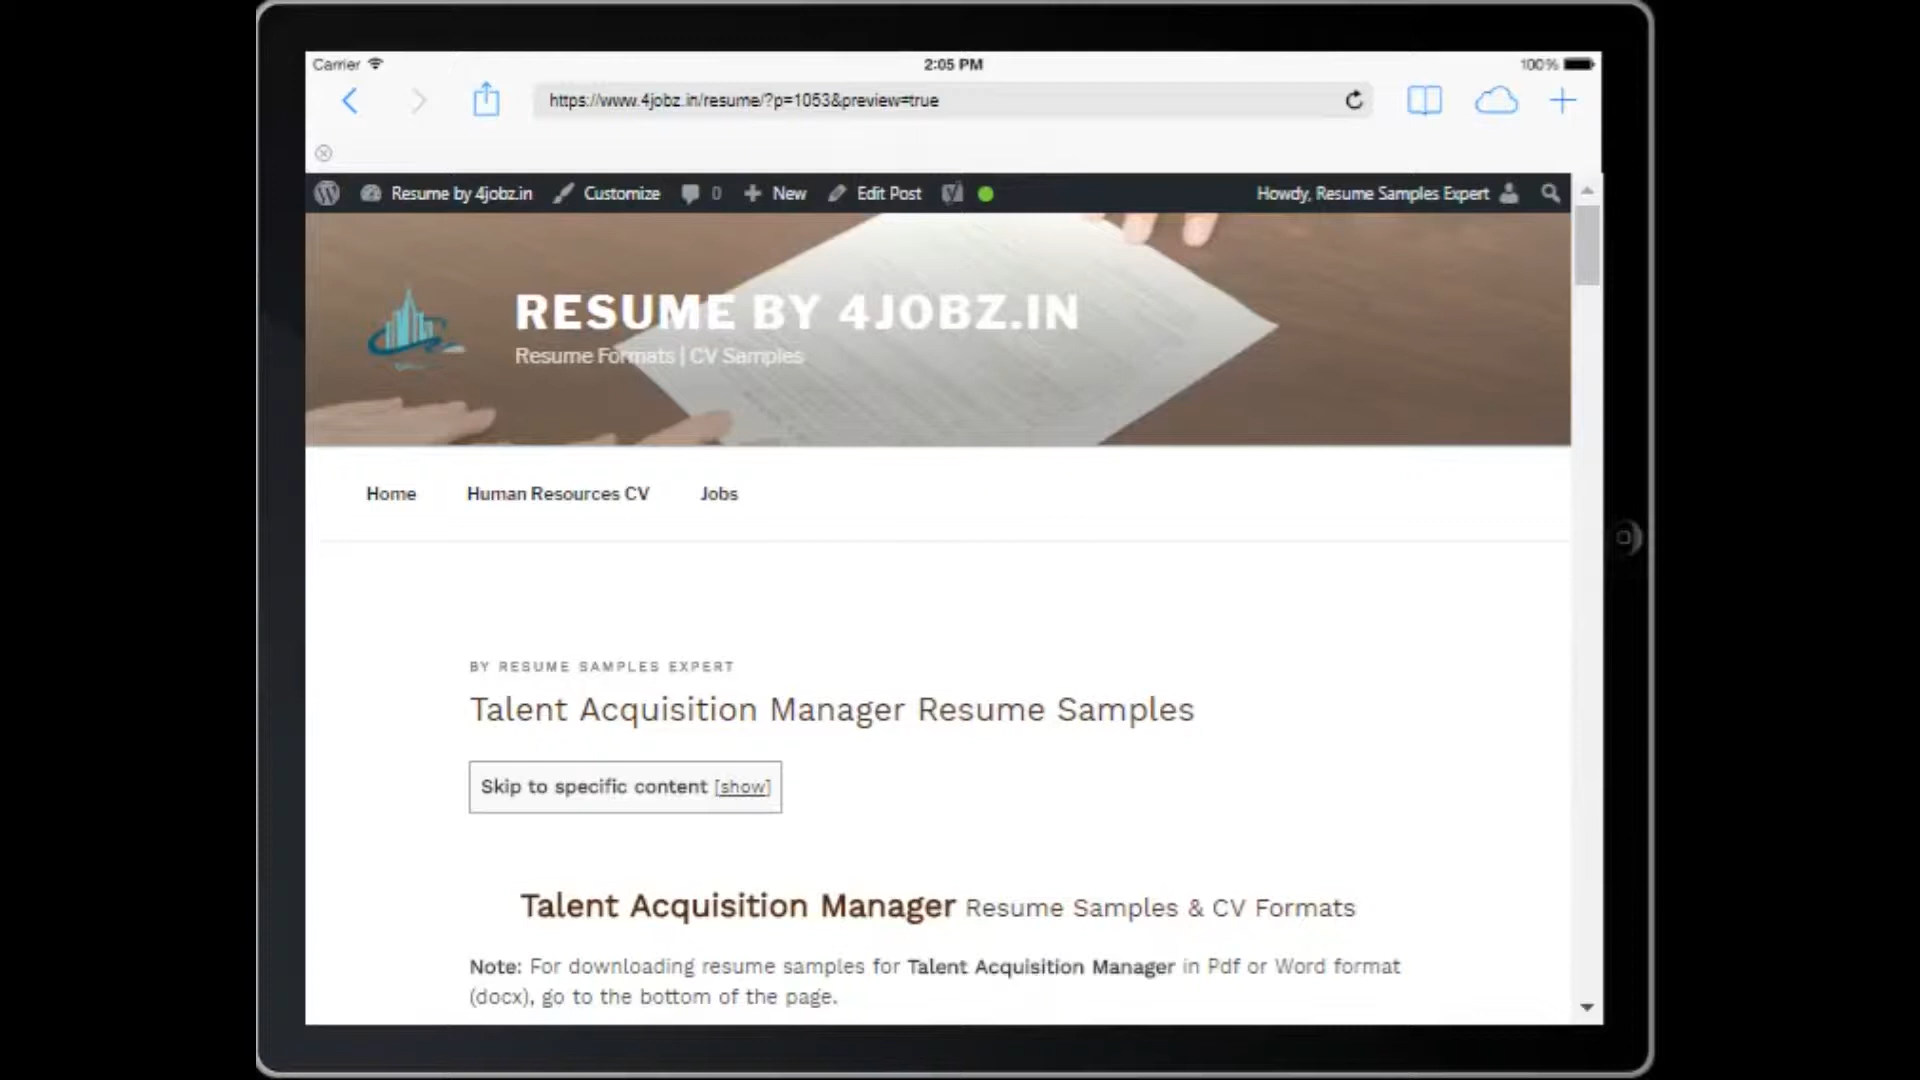 Carrier
2:05 PM
100%
https://www.4jobz.in/resume/?p=1053&preview=true
Resume by 4jobz.in Customize 0 New Edit Post
Howdy, Resume Samples Expert
RESUME BY 4JOBZ.IN
Resume Formats | CV Samples
Home Human Resources CV Jobs
BY RESUME SAMPLES EXPERT
Talent Acquisition Manager Resume Samples
Skip to specific content [show]
Talent Acquisition Manager Resume Samples & CV Formats
Note: For downloading resume samples for Talent Acquisition Manager in Pdf or Word format
(docx), go to the bottom of the page.